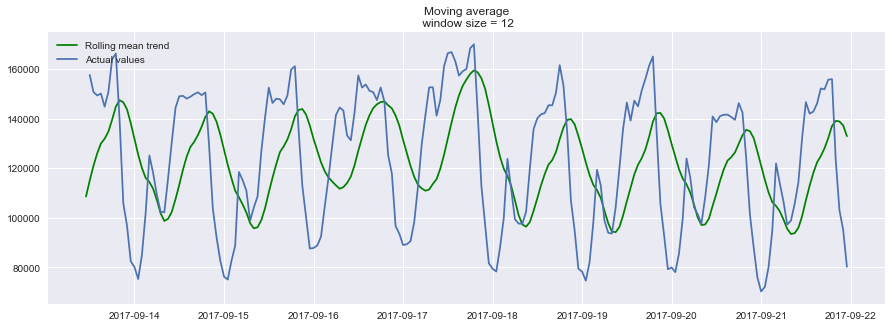 Moving average
window size = 12
Rolling mean trend
Actual values
160000
140000
120000
100000
80000
2017-09-14 2017-09-15 2017-09-16 2017-09-17 2017-09-18 2017-09-19 2017-09-20 2017-09-21 2017-09-22